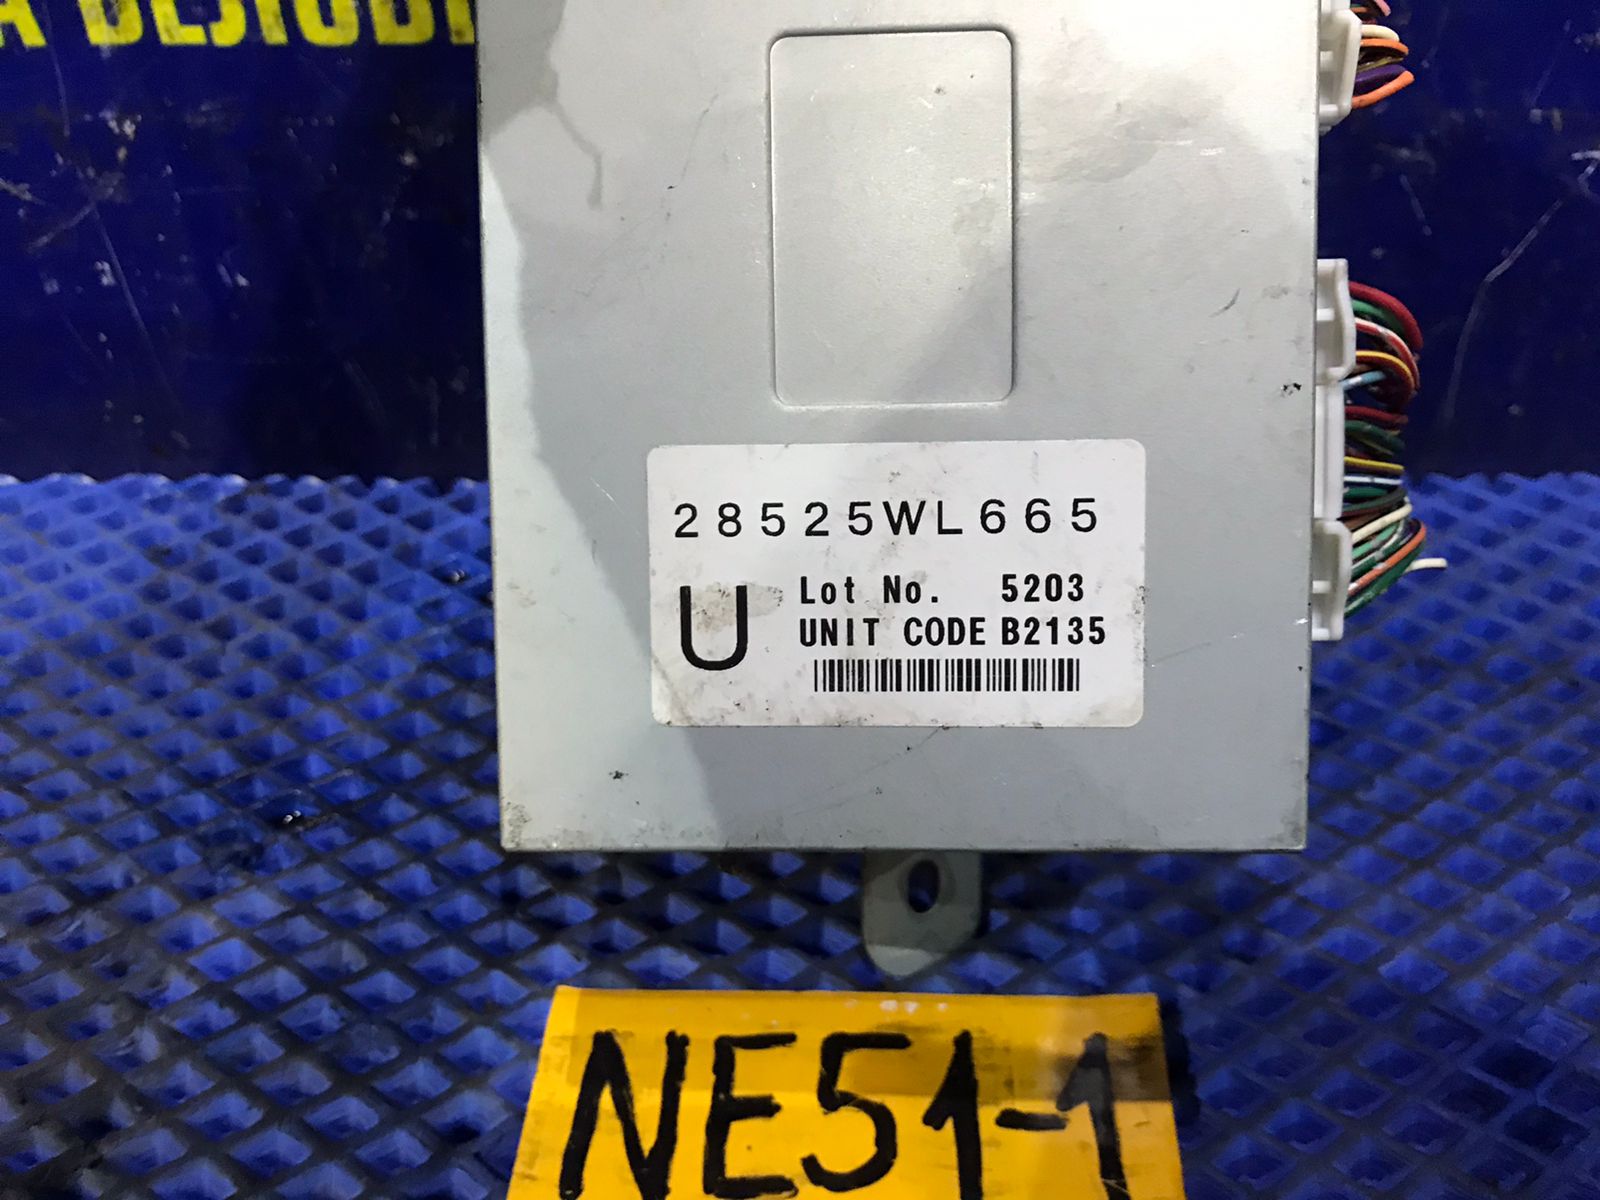 28525WL665
U
Lot No. 5203
UNIT CODE B2135
NE51-1